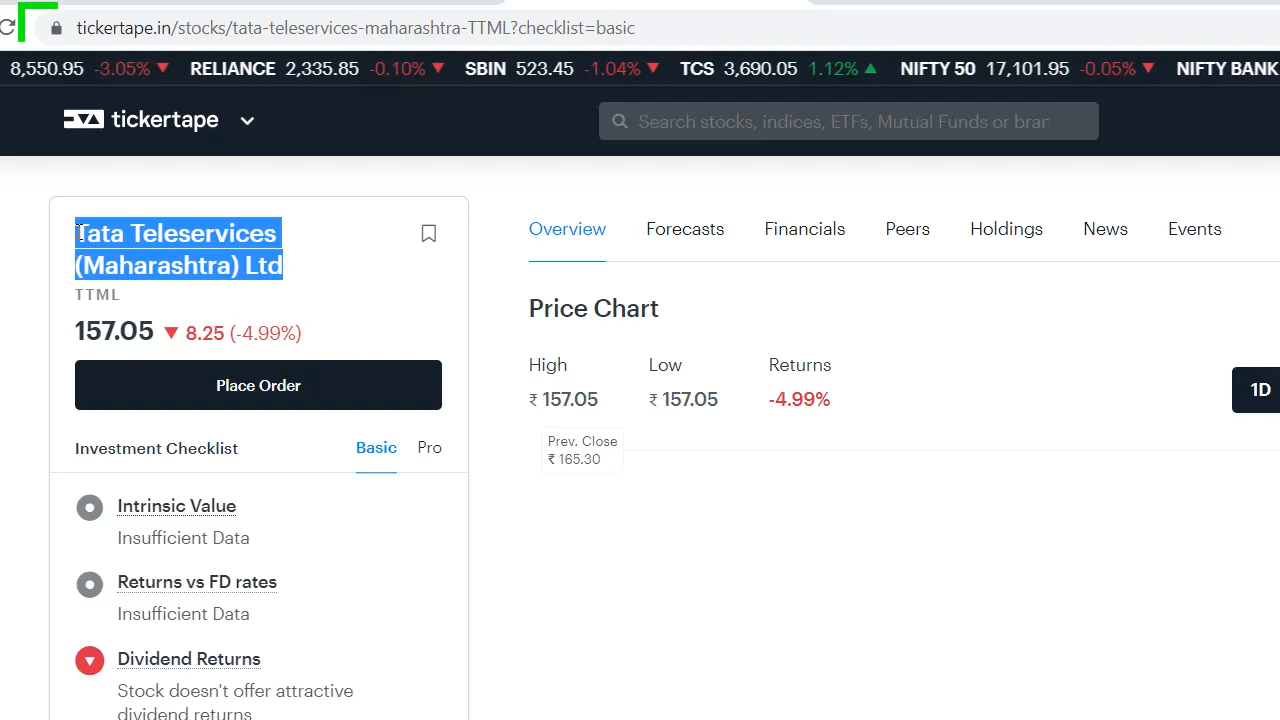 tickertape.in/stocks/tata-teleservices-maharashtra-TTML?checklist=basic
8,550.95 -3.05% RELIANCE 2,335.85 -0.10% SBIN 523.45 -1.04% TCS 3,690.05 1.12% NIFTY 50 17,101.95 -0.05% NIFTY BANK
tickertape
Search stocks, indices, ETFs, Mutual Funds or brar
Tata Teleservices
(Maharashtra) Ltd
TTML
157.05 8.25 (-4.99%)
Place Order
Investment Checklist Basic Pro
Intrinsic Value
Insufficient Data
Returns vs FD rates
Insufficient Data
Dividend Returns
Stock doesn't offer attractive
dividend returns
Overview Forecasts Financials Peers Holdings News Events
Price Chart
High Low Returns
₹ 157.05 ₹ 157.05 -4.99%
1D
Prev. Close
₹ 165.30